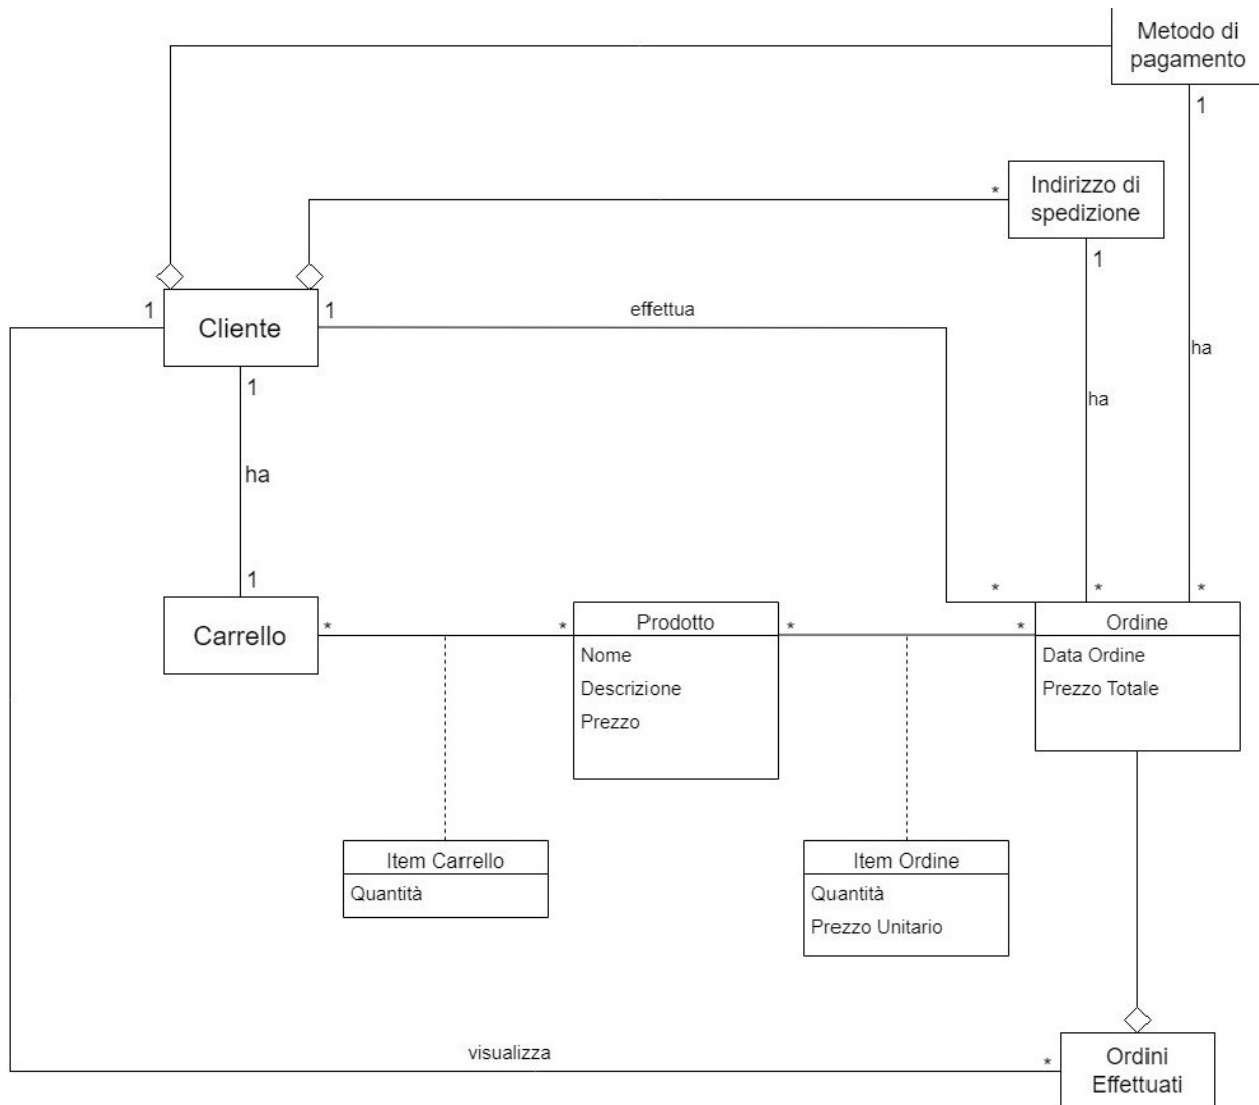 Metodo di
pagamento
1
*
Indirizzo di
spedizione
1
1
Cliente
1
effettua
ha
ha
1
ha
1
*
*
*
Carrello
*
*
Prodotto
*
*
Ordine
Nome
Descrizione
Prezzo
Data Ordine
Prezzo Totale
Item Carrello
Quantità
Item Ordine
Quantità
Prezzo Unitario
visualizza
*
Ordini
Effettuati